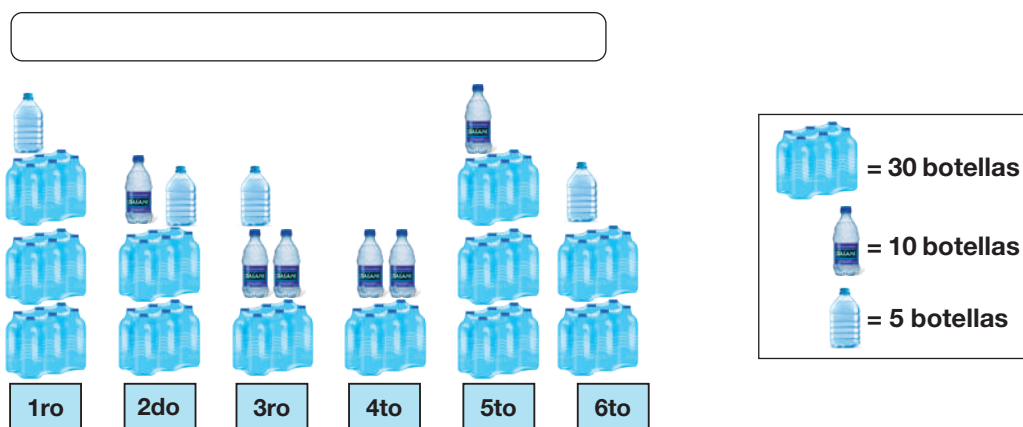 = 30 botellas
= 10 botellas
= 5 botellas
1ro
2do
3ro
4to
5to
6to